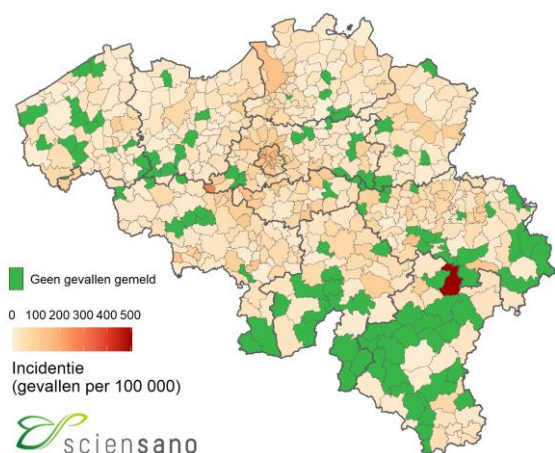 Geen gevallen gemeld
0 100 200 300 400 500
Incidentie
(gevallen per 100 000)
sciensano